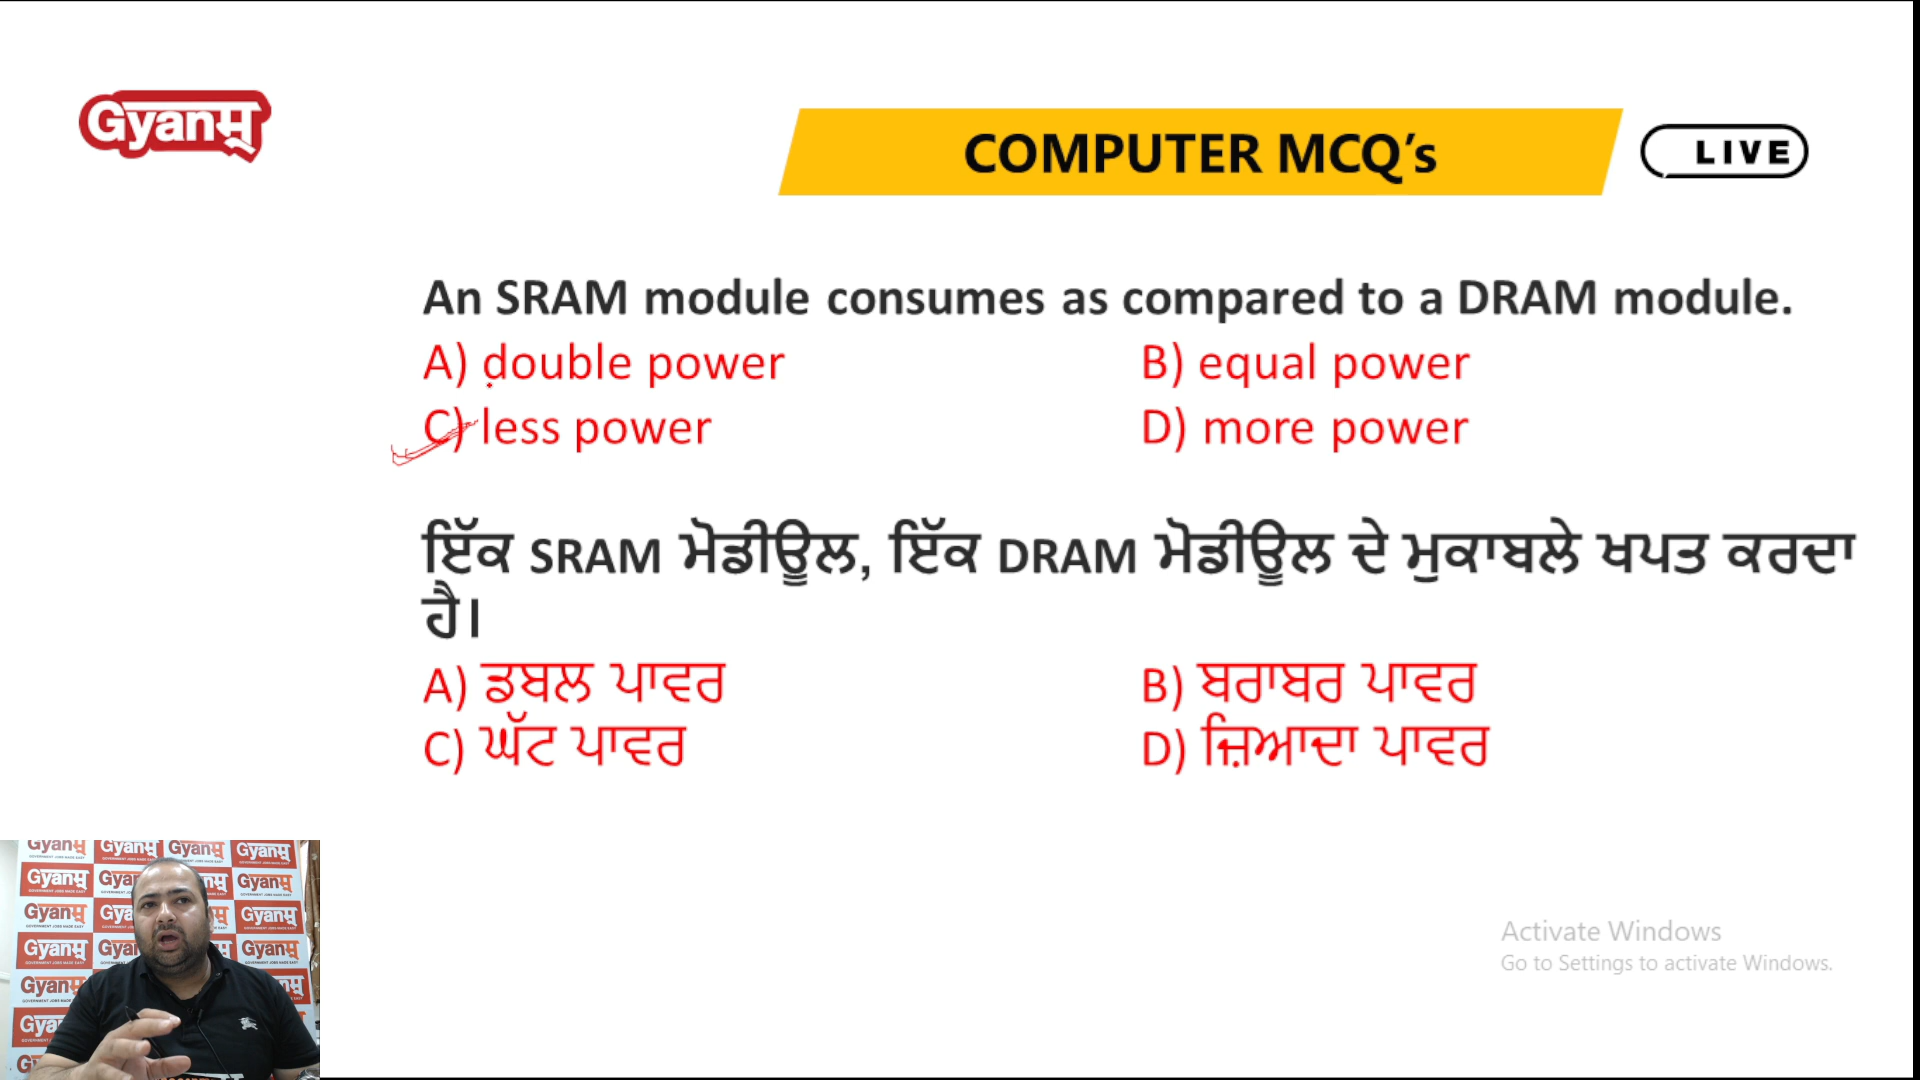 Gyanਸ੍ਰ
COMPUTER MCQ’s
LIVE
An SRAM module consumes as compared to a DRAM module.
A) double power B) equal power
C) less power D) more power
ਇੱਕ SRAM ਮੋਡੀਊਲ, ਇੱਕ DRAM ਮੋਡੀਊਲ ਦੇ ਮੁਕਾਬਲੇ ਖਪਤ ਕਰਦਾ
ਹੈ।
A) ਡਬਲ ਪਾਵਰ B) ਬਰਾਬਰ ਪਾਵਰ
C) ਘੱਟ ਪਾਵਰ D) ਜ਼ਿਆਦਾ ਪਾਵਰ
Activate Windows
Go to Settings to activate Windows.